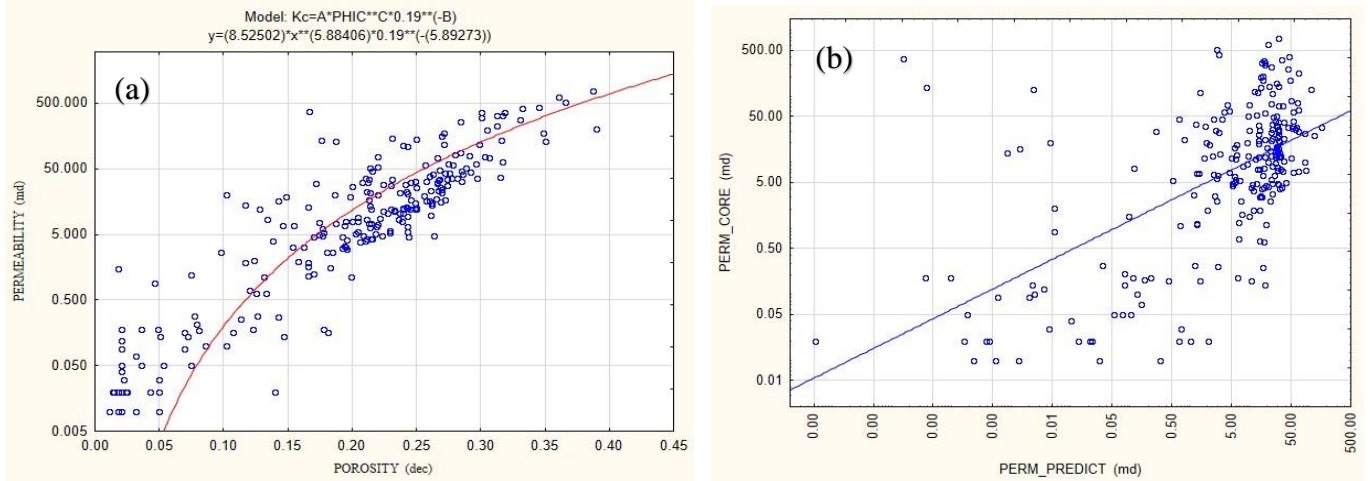 Model: Kc=A*PHIC**C*0.19**(-B)
y=(8.52502)*x**(5.88406)*0.19**(-(5.89273))
(a)
PERMEABILITY (md)
500.000
50.000
5.000
0.500
0.050
0.005
0.00 0.05 0.10 0.15 0.20 0.25 0.30 0.35 0.40 0.45
POROSITY (dec)
(b)
PERM_CORE (md)
500.00
50.00
5.00
0.50
0.05
0.01
0.00 0.00 0.00 0.00 0.01 0.05 0.50 5.00 50.00 500.00
PERM_PREDICT (md)